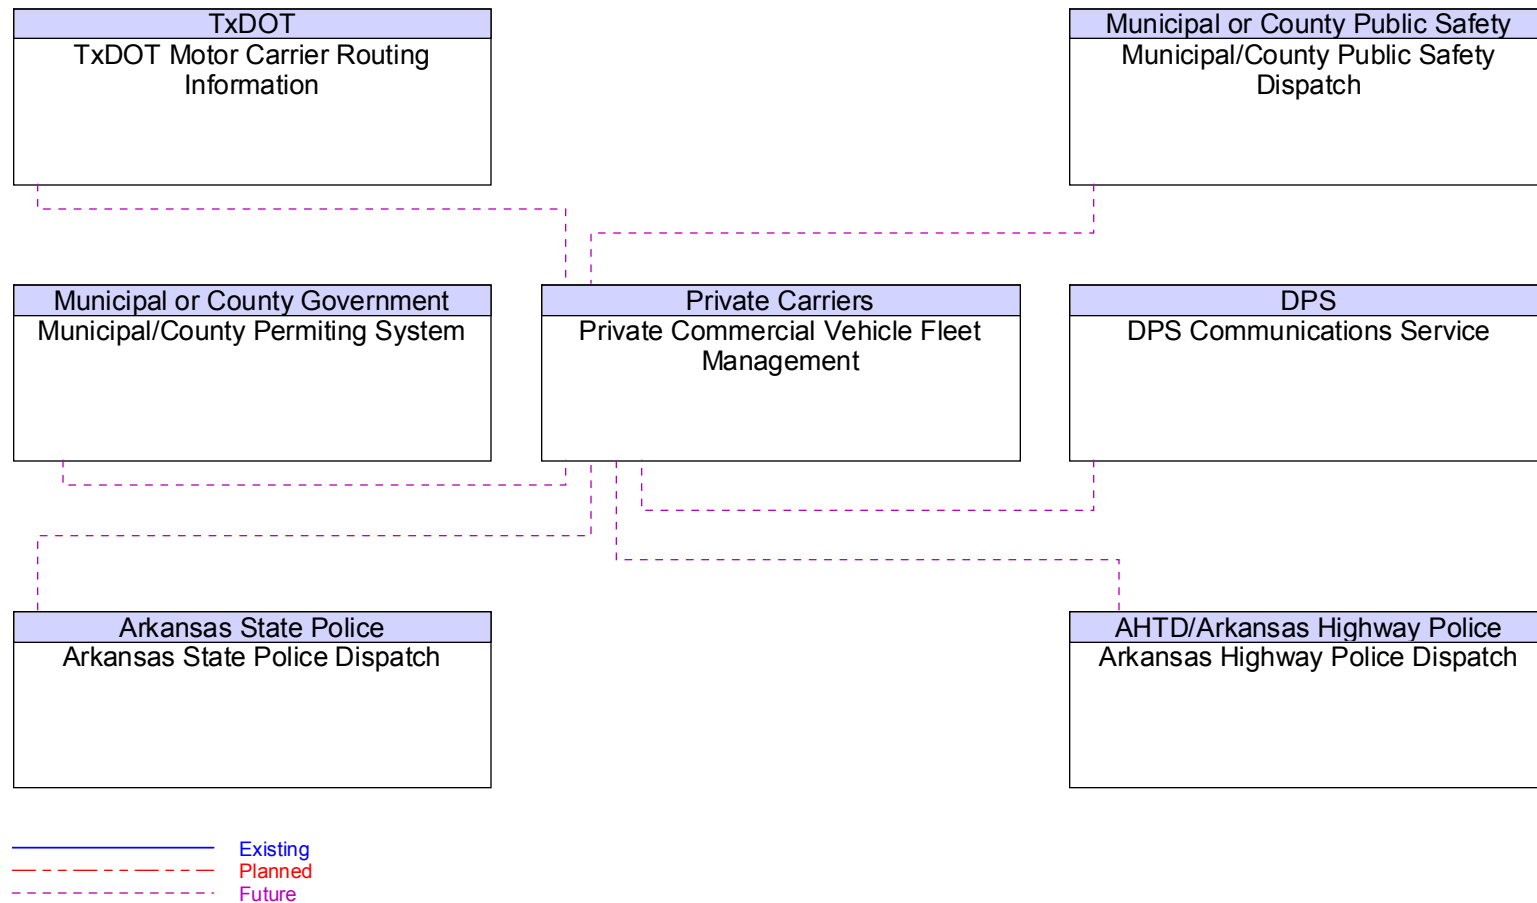 TxDOT
TxDOT Motor Carrier Routing
Information
Municipal or County Public Safety
Municipal/County Public Safety
Dispatch
Municipal or County Government
Municipal/County Permiting System
Private Carriers
Private Commercial Vehicle Fleet
Management
DPS
DPS Communications Service
Arkansas State Police
Arkansas State Police Dispatch
AHTD/Arkansas Highway Police
Arkansas Highway Police Dispatch
Existing
Planned
Future